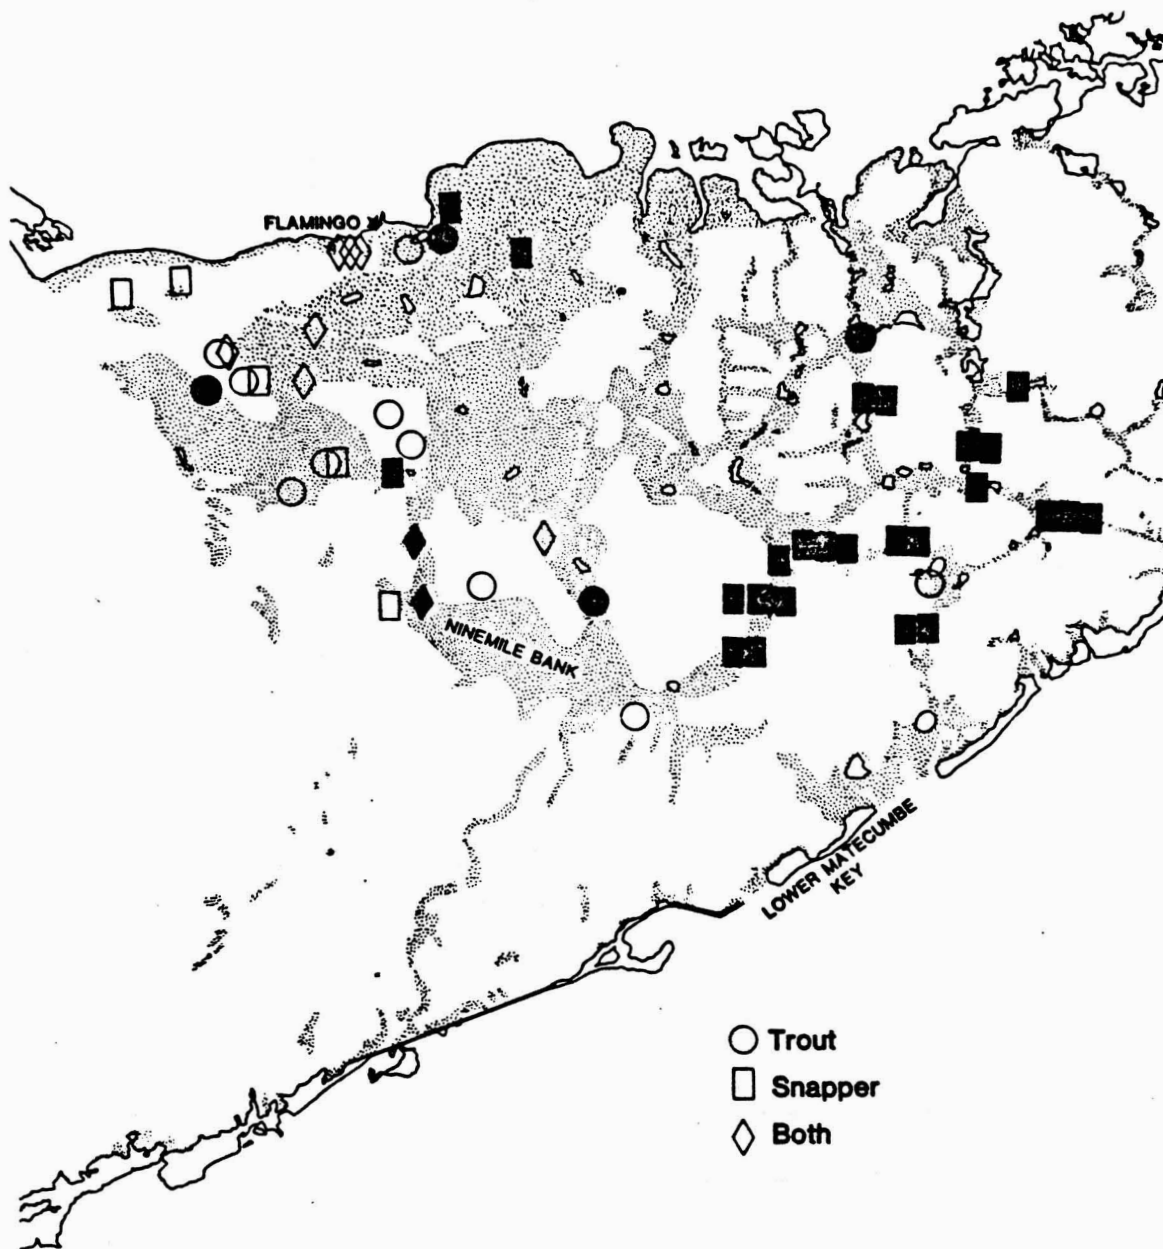 FLAMINGO
NINEMILE BANK
LOWER MATECUMBE
KEY
Trout
Snapper
Both